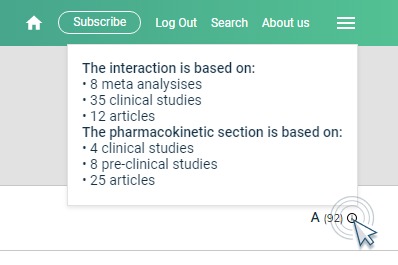 Subscribe Log Out Search About us
The interaction is based on:
• 8 meta analysises
• 35 clinical studies
• 12 articles
The pharmacokinetic section is based on:
• 4 clinical studies
• 8 pre-clinical studies
• 25 articles
A (92)